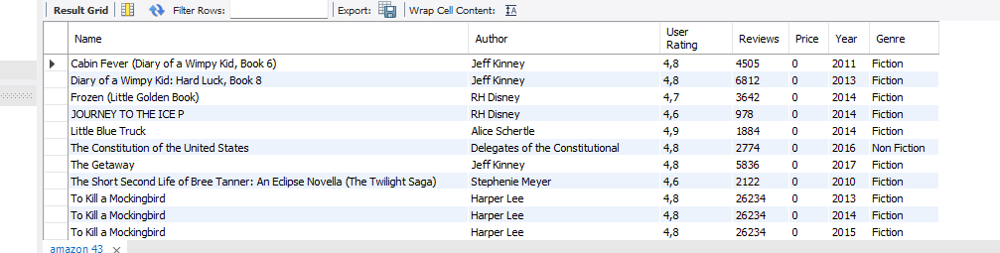 Result Grid Filter Rows: Export: Wrap Cell Content:
Name Author User Rating Reviews Price Year Genre
Cabin Fever (Diary of a Wimpy Kid, Book 6) Jeff Kinney 4,8 4505 0 2011 Fiction
Diary of a Wimpy Kid: Hard Luck, Book 8 Jeff Kinney 4,8 6812 0 2013 Fiction
Frozen (Little Golden Book) RH Disney 4,7 3642 0 2014 Fiction
JOURNEY TO THE ICE P RH Disney 4,6 978 0 2014 Fiction
Little Blue Truck Alice Schertle 4,9 1884 0 2014 Fiction
The Constitution of the United States Delegates of the Constitutional 4,8 2774 0 2016 Non Fiction
The Getaway Jeff Kinney 4,8 5836 0 2017 Fiction
The Short Second Life of Bree Tanner: An Eclipse Novella (The Twilight Saga) Stephenie Meyer 4,6 2122 0 2010 Fiction
To Kill a Mockingbird Harper Lee 4,8 26234 0 2013 Fiction
To Kill a Mockingbird Harper Lee 4,8 26234 0 2014 Fiction
To Kill a Mockingbird Harper Lee 4,8 26234 0 2015 Fiction
amazon 43